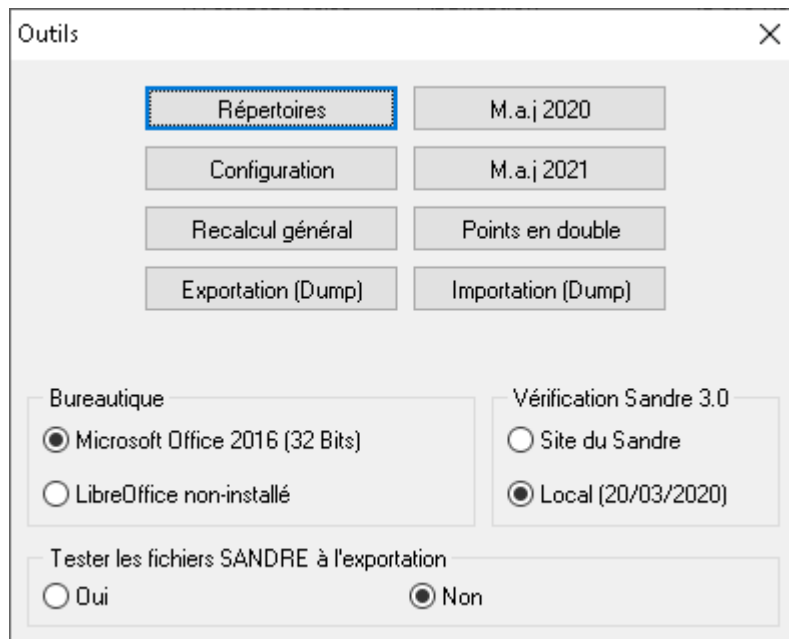 Outils
Répertoires M.a.j 2020
Configuration M.a.j 2021
Recalcul général Points en double
Exportation (Dump) Importation (Dump)
Bureautique Vérification Sandre 3.0
Microsoft Office 2016 (32 Bits) Site du Sandre
LibreOffice non-installé Local (20/03/2020)
Tester les fichiers SANDRE à l'exportation
Oui Non